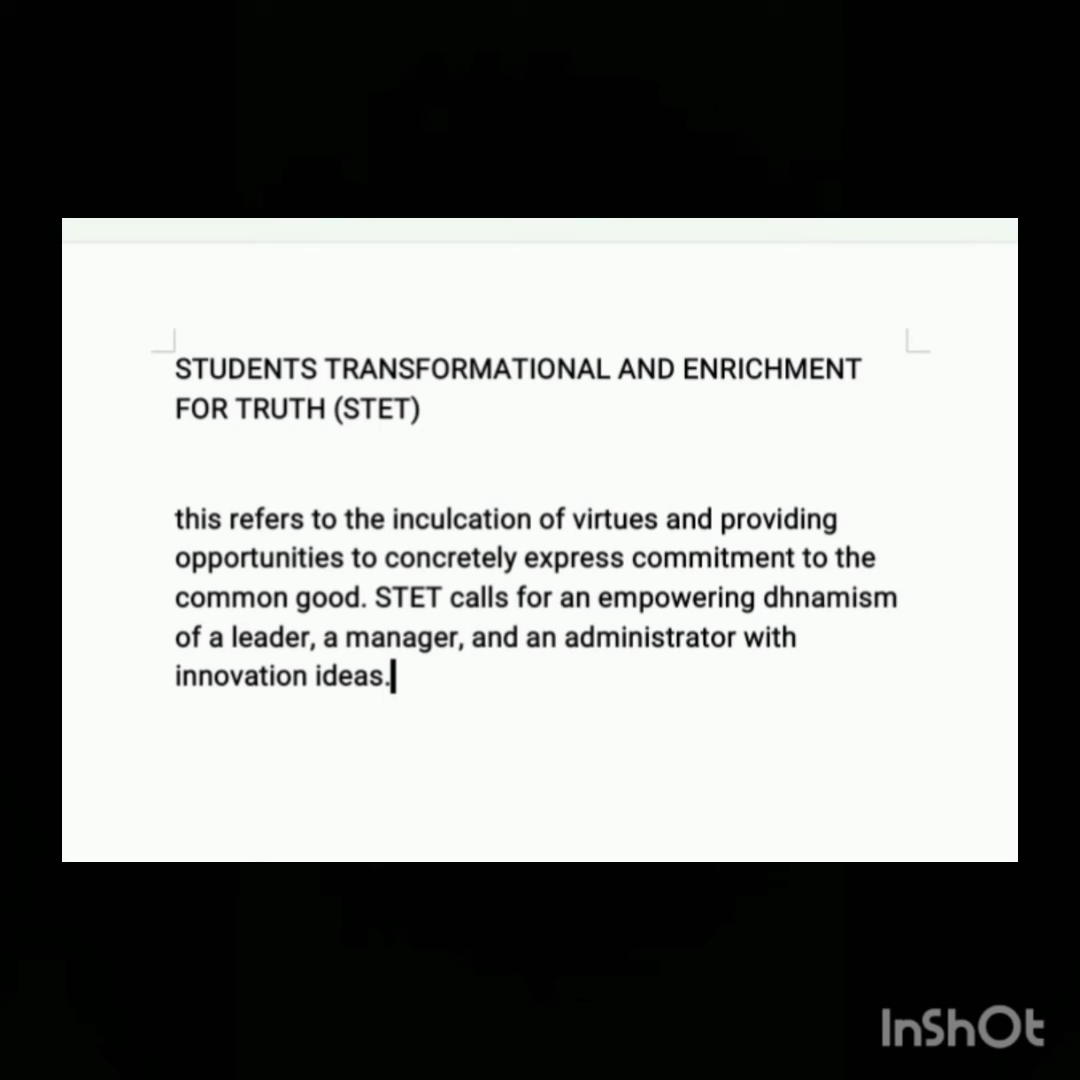 STUDENTS TRANSFORMATIONAL AND ENRICHMENT
FOR TRUTH (STET)
this refers to the inculcation of virtues and providing
opportunities to concretely express commitment to the
common good. STET calls for an empowering dhnamism
of a leader, a manager, and an administrator with
innovation ideas.
InShOt